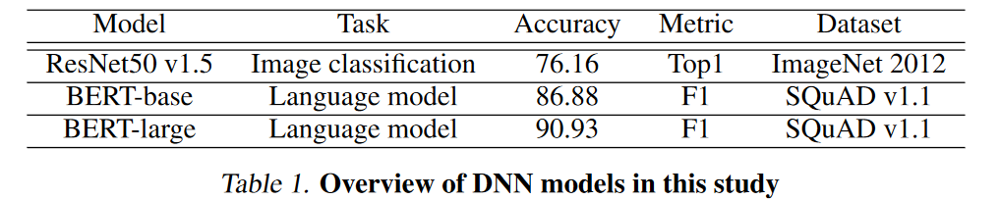 Model Task Accuracy Metric Dataset
ResNet50 v1.5 Image classification 76.16 Top1 ImageNet 2012
BERT-base Language model 86.88 F1 SQuAD v1.1
BERT-large Language model 90.93 F1 SQuAD v1.1
Table 1. Overview of DNN models in this study